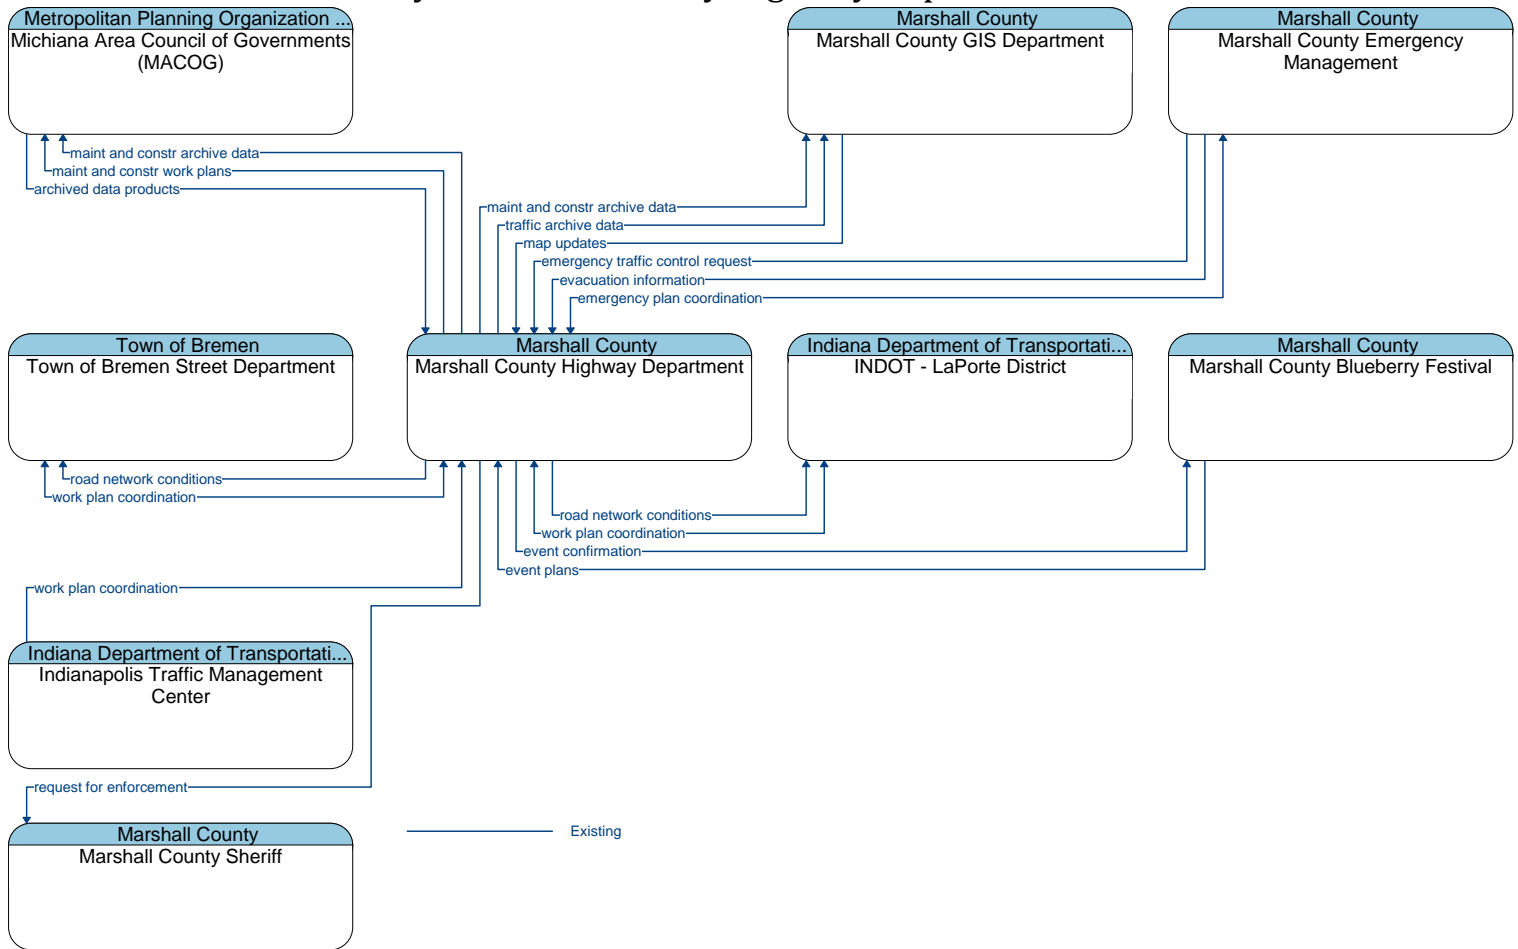 Metropolitan Planning Organization ...
Michiana Area Council of Governments
(MACOG)
Marshall County
Marshall County GIS Department
Marshall County
Marshall County Emergency
Management
maint and constr archive data
maint and constr work plans
archived data products
maint and constr archive data
traffic archive data
map updates
emergency traffic control request
evacuation information
emergency plan coordination
Town of Bremen
Town of Bremen Street Department
Marshall County
Marshall County Highway Department
Indiana Department of Transportati...
INDOT - LaPorte District
Marshall County
Marshall County Blueberry Festival
road network conditions
work plan coordination
road network conditions
work plan coordination
event confirmation
event plans
work plan coordination
Indiana Department of Transportati...
Indianapolis Traffic Management
Center
request for enforcement
Marshall County
Marshall County Sheriff
Existing